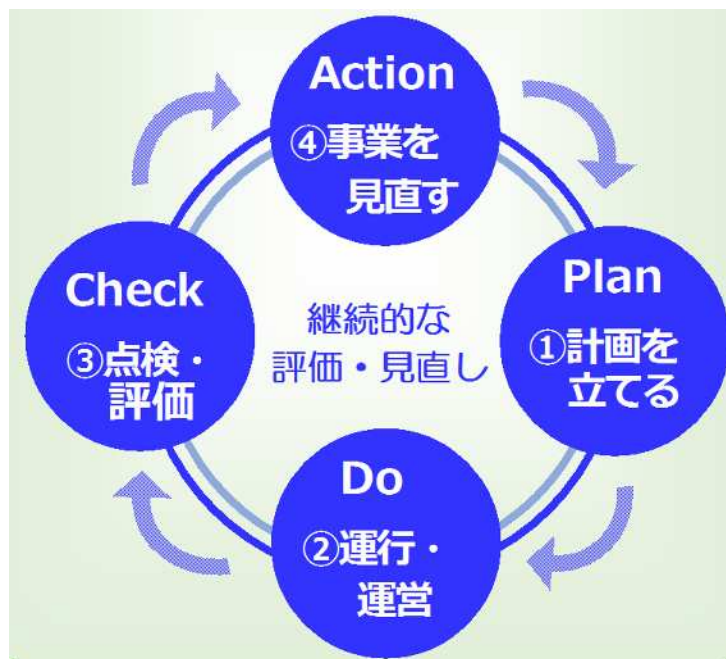 Action
④事業を
見直す
Plan
①計画を
立てる
Do
②運行・
運営
Check
③点検・
評価
継続的な
評価・見直し